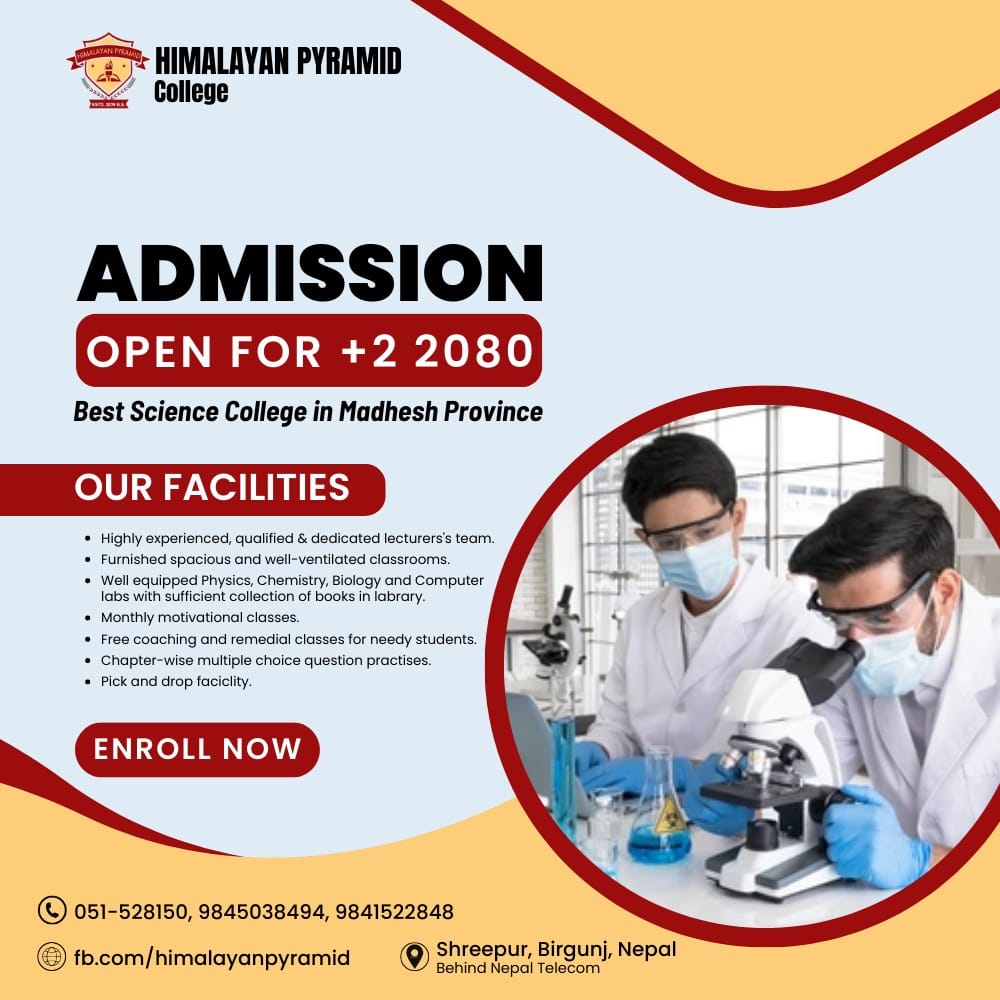 HIMALAYAN PYRAMID
HIMALAYAN PYRAMID
College
ADMISSION
OPEN FOR +2 2080
Best Science College in Madhesh Province
OUR FACILITIES
Highly experienced, qualified & dedicated lecturers's team.
Furnished spacious and well-ventilated classrooms.
Well equipped Physics, Chemistry, Biology and Computer
labs with sufficient collection of books in labrary.
Monthly motivational classes.
Free coaching and remedial classes for needy students.
Chapter-wise multiple choice question practises.
Pick and drop faciclity.
ENROLL NOW
051-528150, 9845038494, 9841522848
fb.com/himalayanpyramid
Shreepur, Birgunj, Nepal
Behind Nepal Telecom